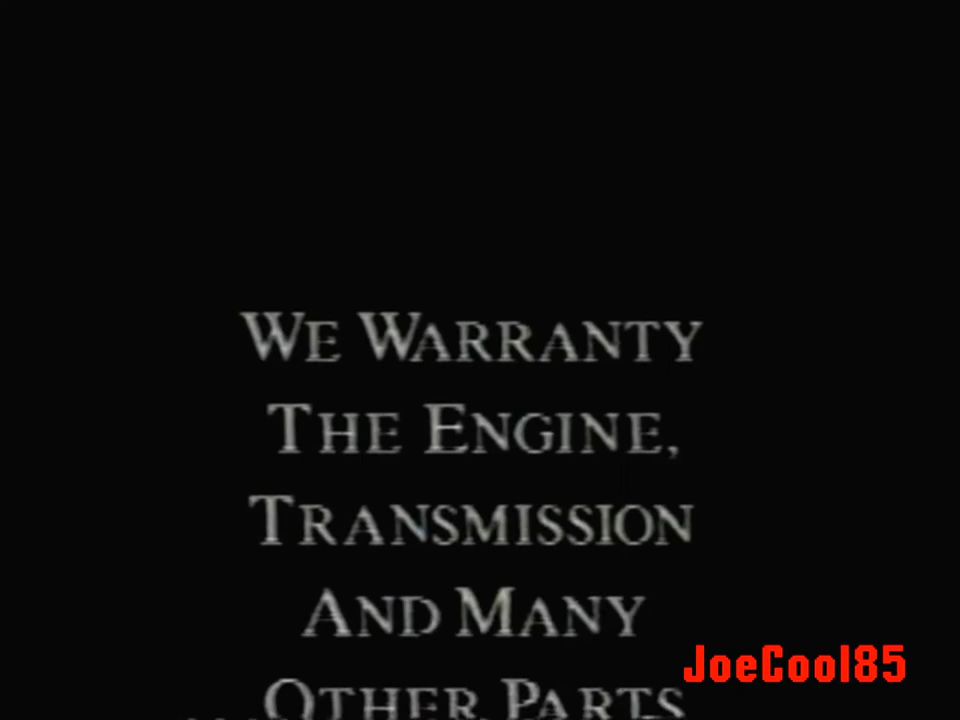 We Warranty
The Engine,
Transmission
And Many
Other Parts
JoeCool85